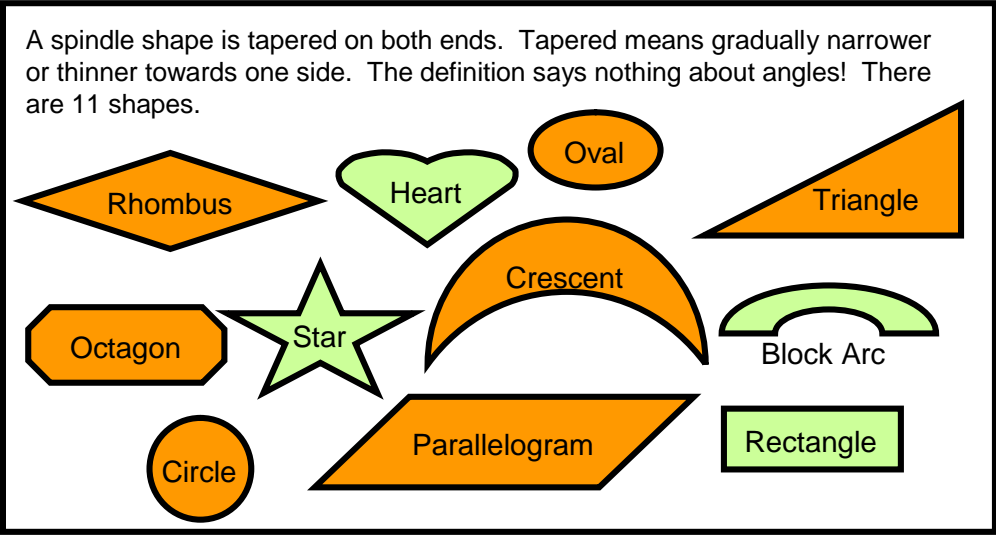 A spindle shape is tapered on both ends.  Tapered means gradually narrower
or thinner towards one side.  The definition says nothing about angles!  There
are 11 shapes.
Oval
Heart
Rhombus
Triangle
Crescent
Star
Octagon
Block Arc
Parallelogram
Rectangle
Circle